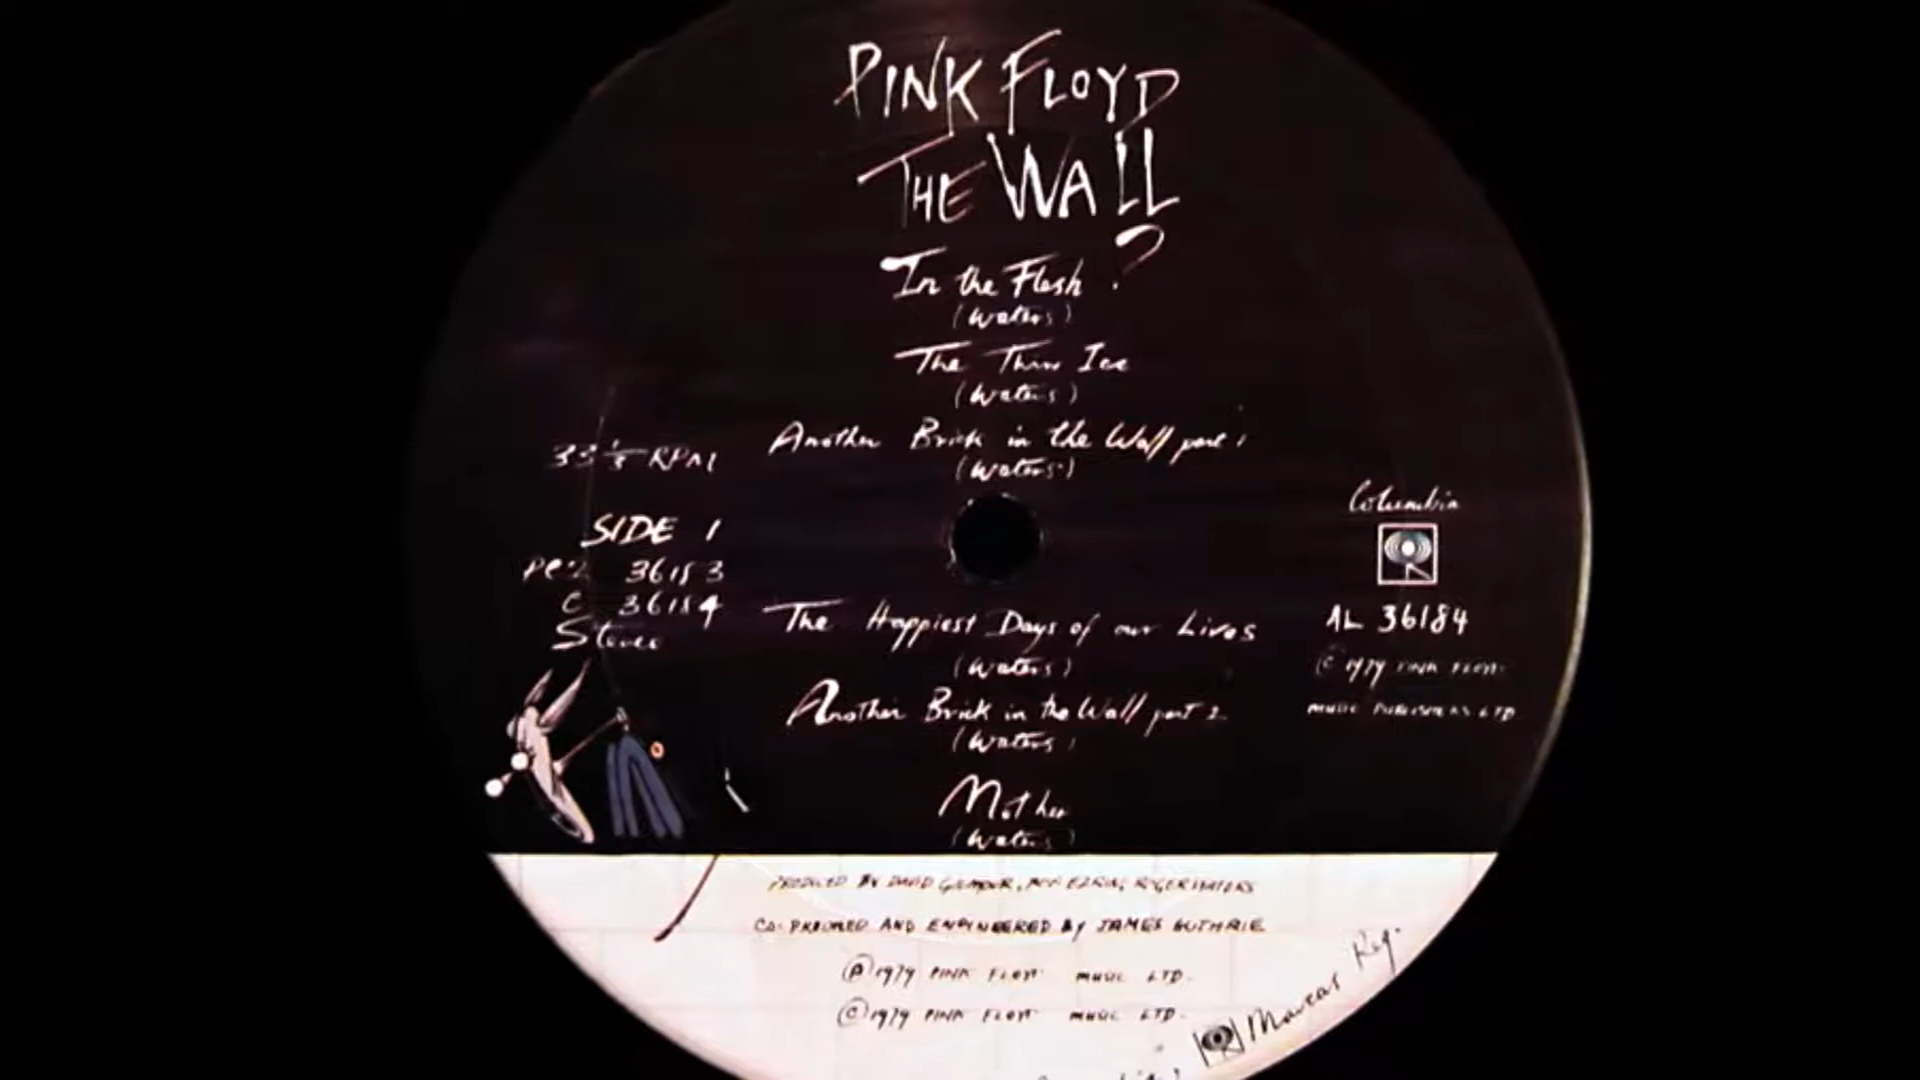 PINK FLOYD
THE WALL
In the Flesh ?
(Waters)
The Thin Ice
(Waters)
Another Brick in the Wall part 1
(Waters)
33 1/3 RPM
SIDE 1
PC2 36183
C 36184
Stereo
Columbia
AL 36184
© 1979 PINK FLOYD
MUSIC PUBLISHERS LTD
The Happiest Days of our Lives
(Waters)
Another Brick in the Wall part 2
(Waters)
Mother
(Waters)
PRODUCED BY DAVID GILMOUR, BOB EZRIN, ROGER WATERS
CO-PRODUCED AND ENGINEERED BY JAMES GUTHRIE
Ⓟ 1979 PINK FLOYD MUSIC LTD.
© 1979 PINK FLOYD MUSIC LTD.
Marcas Reg.